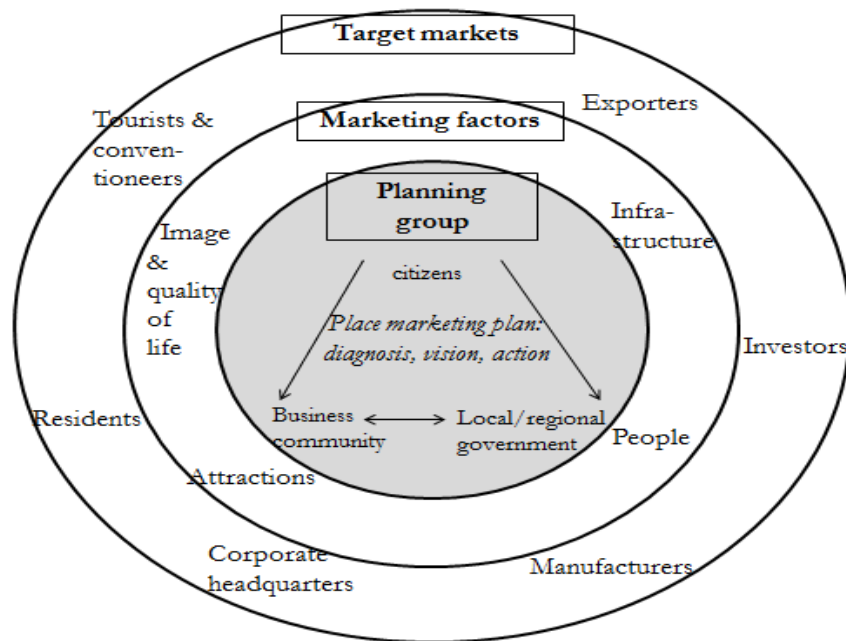 Target markets
Exporters
Marketing factors
Tourists &
conven-
tioneers
Planning
group
Infra-
structure
Image
&
quality
of
life
citizens
Place marketing plan:
diagnosis, vision, action
Investors
Business
community
Local/regional
government
Residents
People
Attractions
Corporate
headquarters
Manufacturers